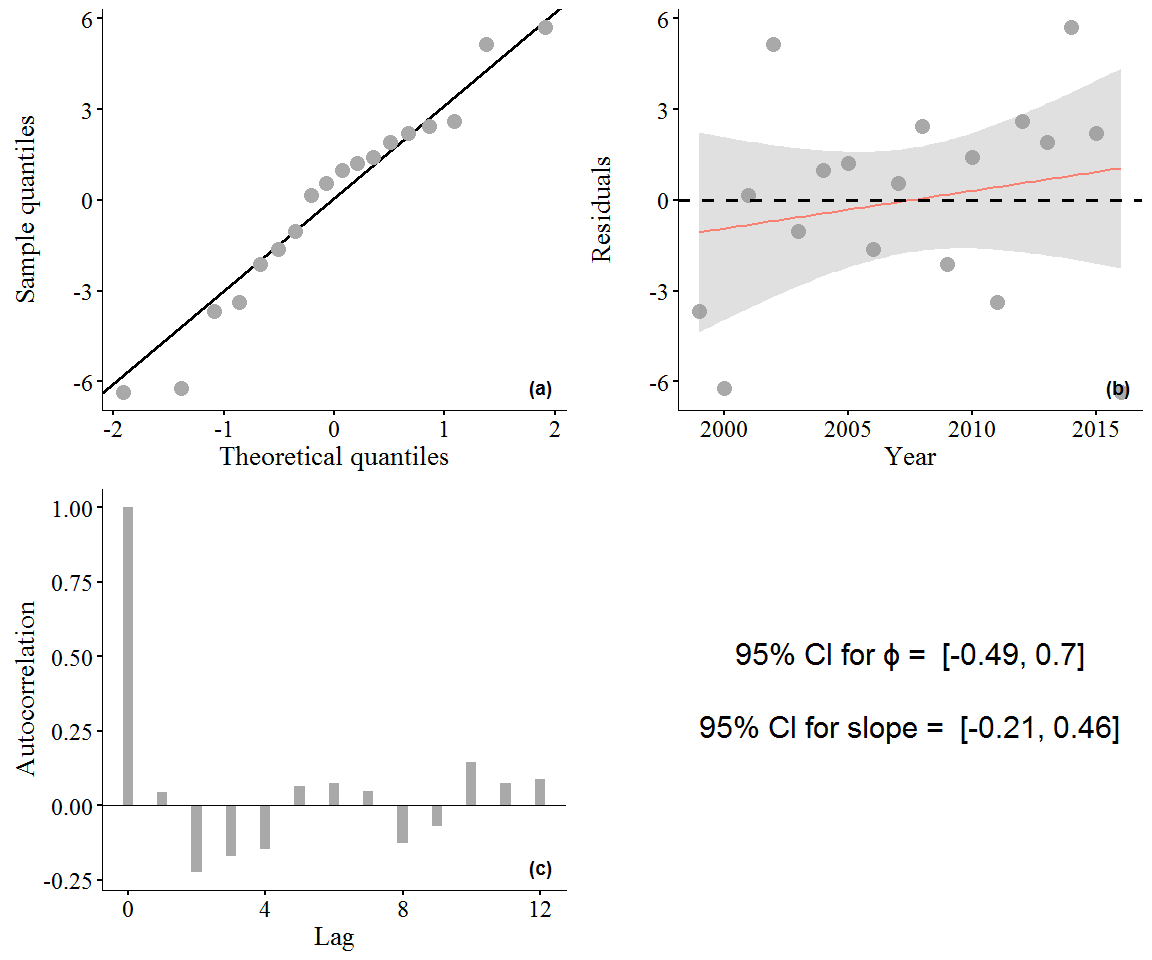 6
3
0
-3
-6
Sample quantiles
-2 -1 0 1 2
Theoretical quantiles
(a)
6
3
0
-3
-6
Residuals
2000 2005 2010 2015
Year
(b)
1.00
0.75
0.50
0.25
0.00
-0.25
Autocorrelation
0 4 8 12
Lag
(c)
95% CI for ϕ = [-0.49, 0.7]
95% CI for slope = [-0.21, 0.46]